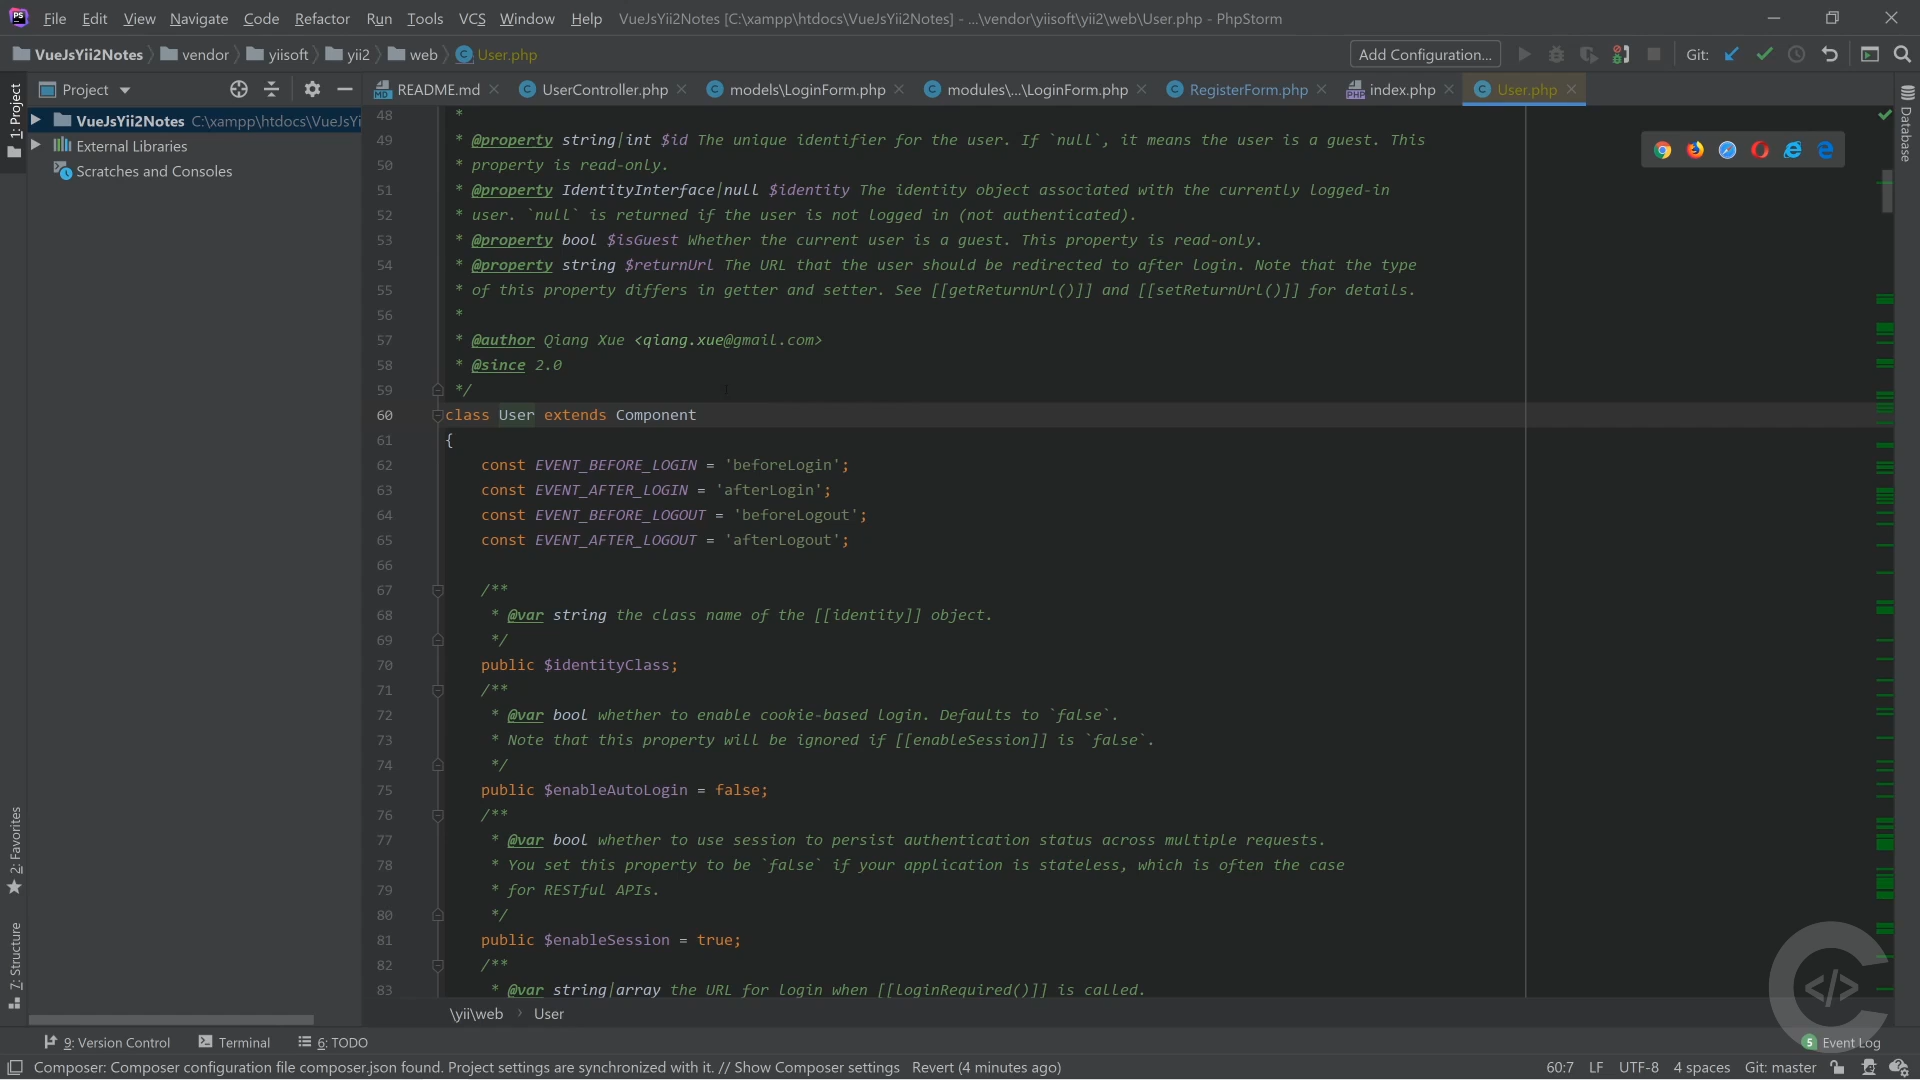 PS File Edit View Navigate Code Refactor Run Tools VCS Window Help VueJsYii2Notes [C:\xampp\htdocs\VueJsYii2Notes] - ...\vendor\yiisoft\yii2\web\User.php - PhpStorm
VueJsYii2Notes vendor yiisoft yii2 web User.php Add Configuration... Git:
Project README.md UserController.php models\LoginForm.php modules\...\LoginForm.php RegisterForm.php index.php User.php
1: Project
VueJsYii2Notes C:\xampp\htdocs\VueJsYi
External Libraries
Scratches and Consoles
2: Favorites
7: Structure
Database
48 *
49 * @property string|int $id The unique identifier for the user. If `null`, it means the user is a guest. This
50 * property is read-only.
51 * @property IdentityInterface|null $identity The identity object associated with the currently logged-in
52 * user. `null` is returned if the user is not logged in (not authenticated).
53 * @property bool $isGuest Whether the current user is a guest. This property is read-only.
54 * @property string $returnUrl The URL that the user should be redirected to after login. Note that the type
55 * of this property differs in getter and setter. See [[getReturnUrl()]] and [[setReturnUrl()]] for details.
56 *
57 * @author Qiang Xue <qiang.xue@gmail.com>
58 * @since 2.0
59 */
60 class User extends Component
61 {
62 const EVENT_BEFORE_LOGIN = 'beforeLogin';
63 const EVENT_AFTER_LOGIN = 'afterLogin';
64 const EVENT_BEFORE_LOGOUT = 'beforeLogout';
65 const EVENT_AFTER_LOGOUT = 'afterLogout';
66
67 /**
68 * @var string the class name of the [[identity]] object.
69 */
70 public $identityClass;
71 /**
72 * @var bool whether to enable cookie-based login. Defaults to `false`.
73 * Note that this property will be ignored if [[enableSession]] is `false`.
74 */
75 public $enableAutoLogin = false;
76 /**
77 * @var bool whether to use session to persist authentication status across multiple requests.
78 * You set this property to be `false` if your application is stateless, which is often the case
79 * for RESTful APIs.
80 */
81 public $enableSession = true;
82 /**
83 * @var string|array the URL for login when [[loginRequired()]] is called.
\yii\web › User
9: Version Control Terminal 6: TODO 5 Event Log
Composer: Composer configuration file composer.json found. Project settings are synchronized with it. // Show Composer settings Revert (4 minutes ago) 60:7 LF UTF-8 4 spaces Git: master